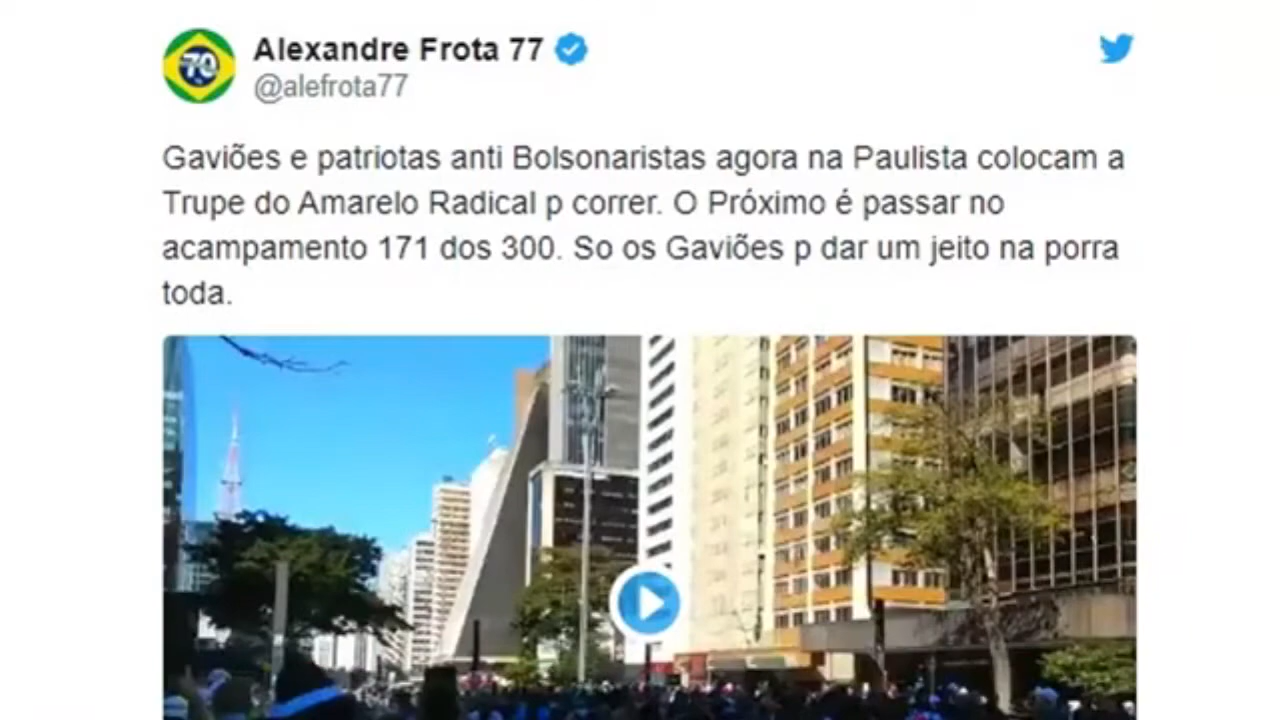 Alexandre Frota 77
@alefrota77
Gaviões e patriotas anti Bolsonaristas agora na Paulista colocam a
Trupe do Amarelo Radical p correr. O Próximo é passar no
acampamento 171 dos 300. So os Gaviões p dar um jeito na porra
toda.
70